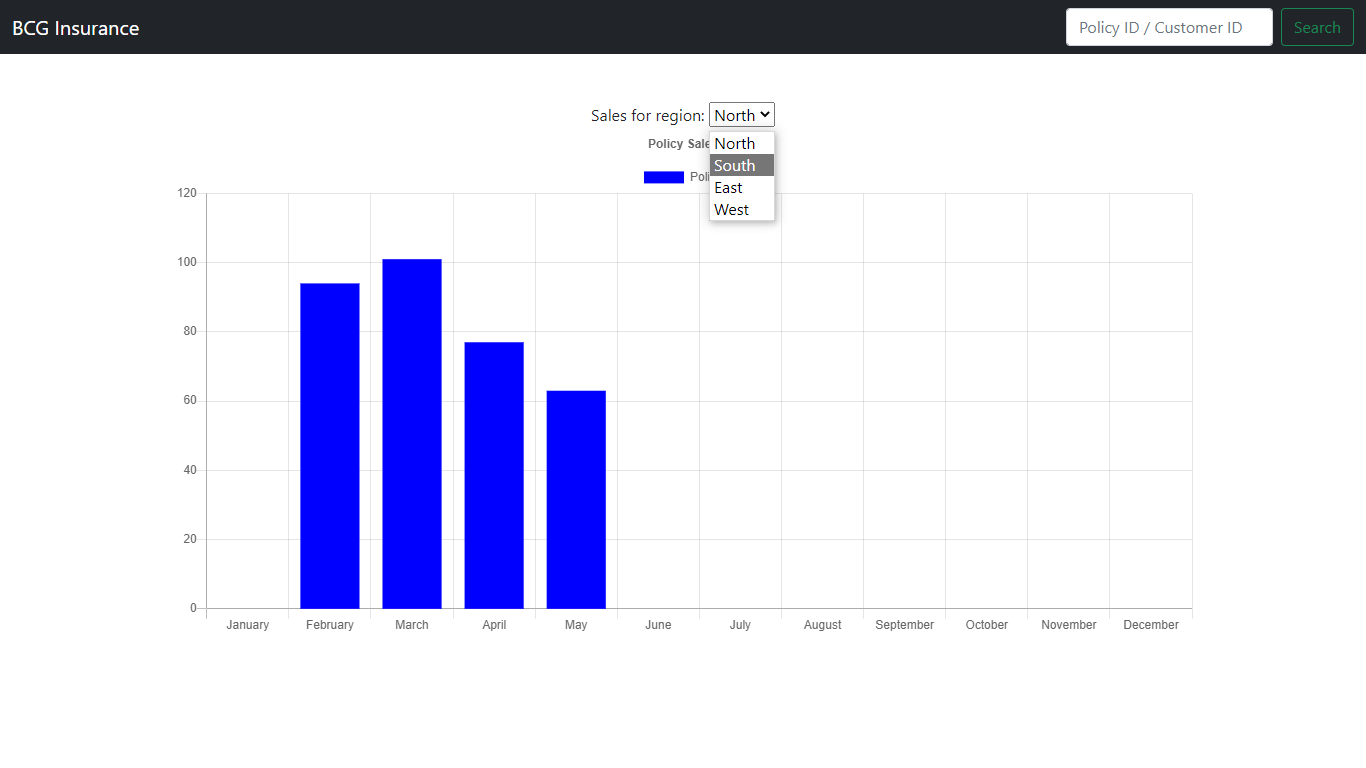 BCG Insurance
Policy ID / Customer ID
Search
Sales for region: North
North
South
East
West
Policy
120
100
80
60
40
20
0
January February March April May June July August September October November December